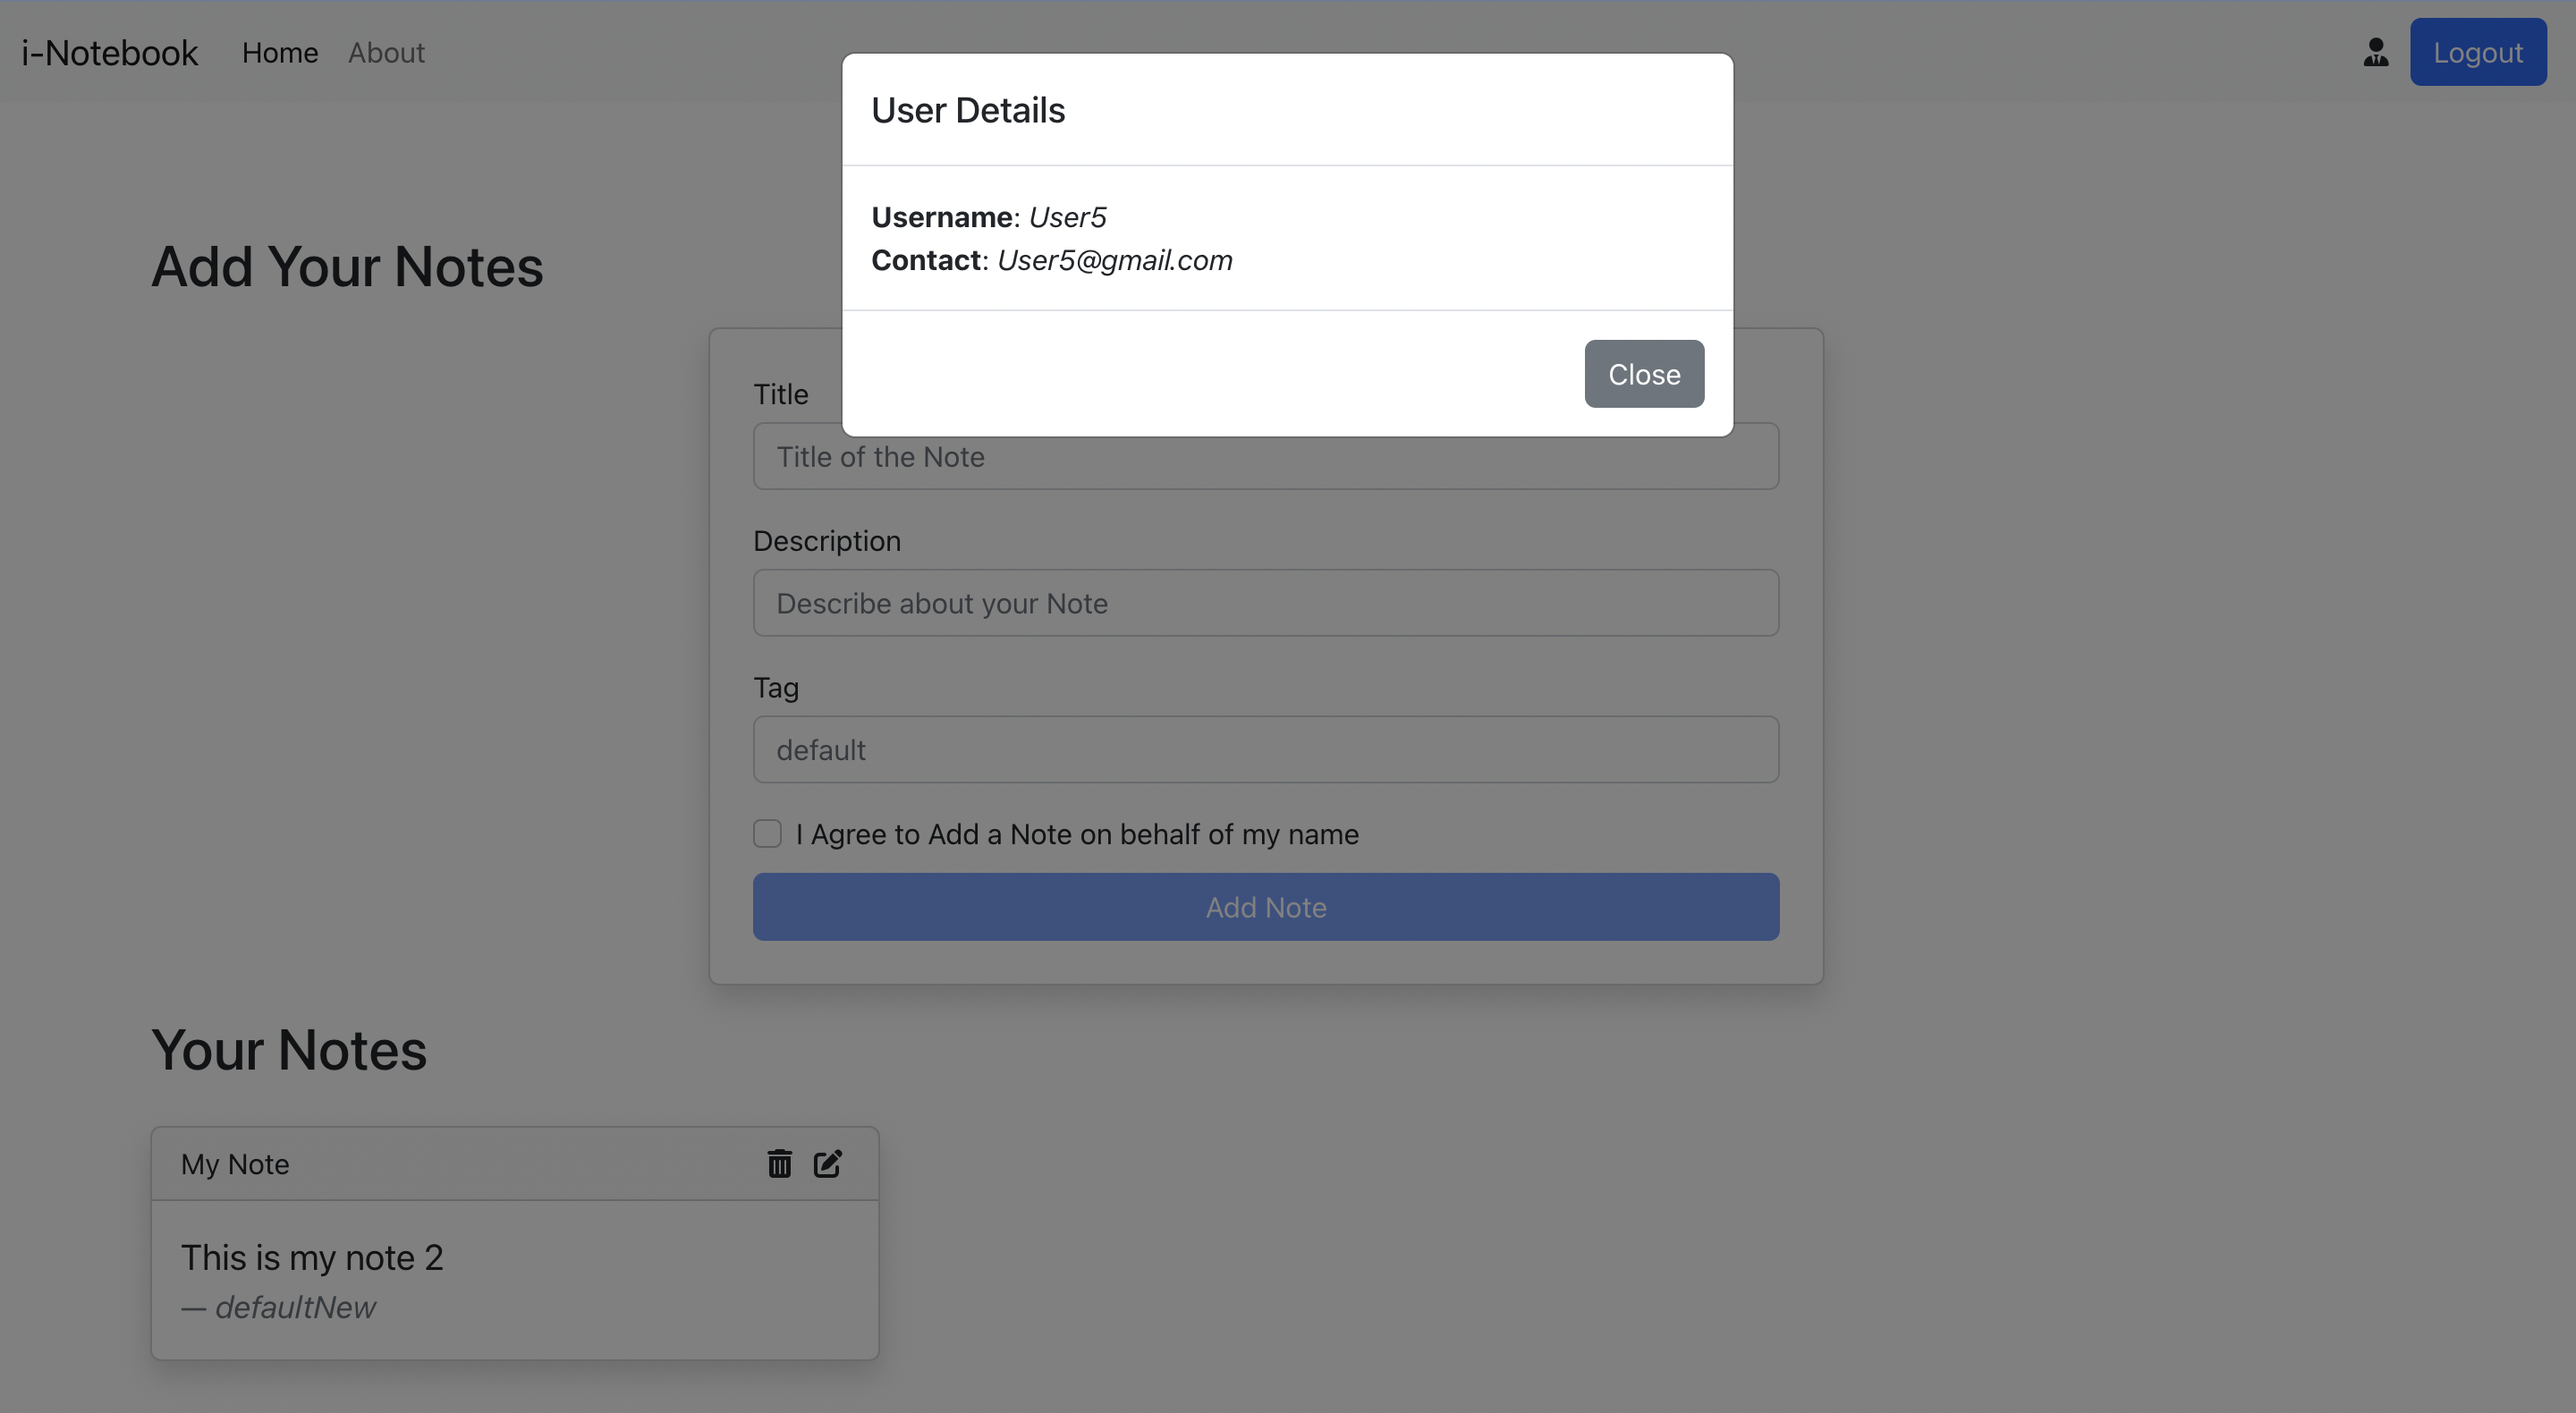 i-Notebook Home About Logout
User Details
Username: User5
Contact: User5@gmail.com
Close
Add Your Notes
Title
Title of the Note
Description
Describe about your Note
Tag
default
I Agree to Add a Note on behalf of my name
Add Note
Your Notes
My Note
This is my note 2
— defaultNew